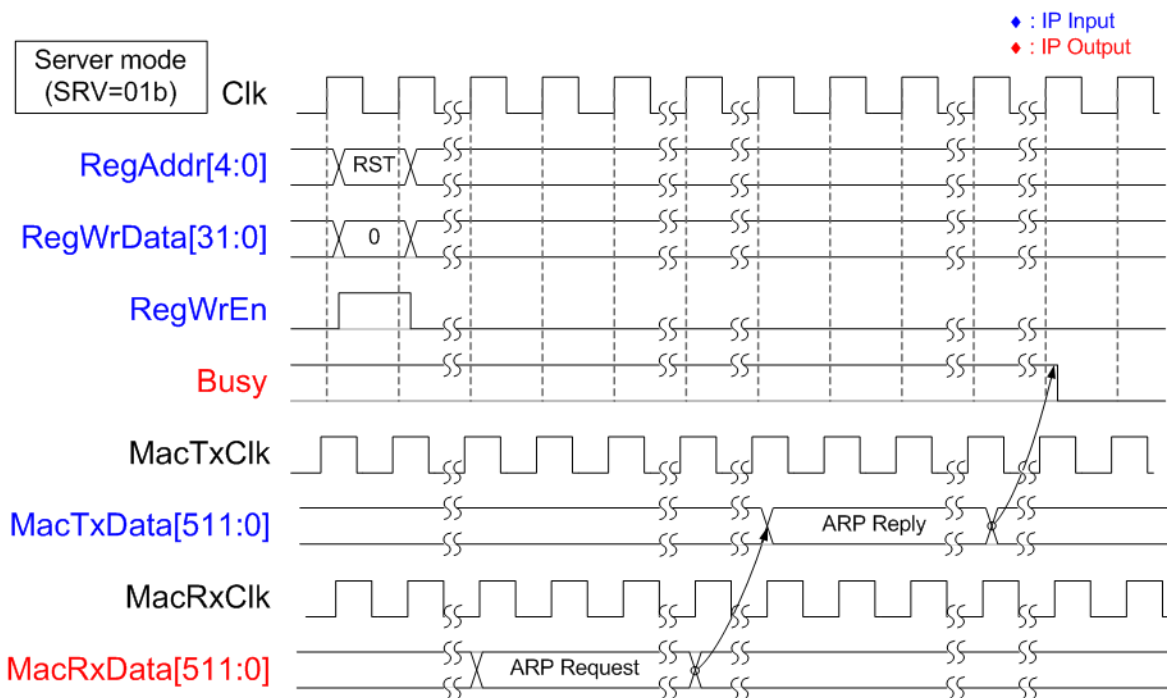 ♦ : IP Input
♦ : IP Output
Server mode
(SRV=01b)
Clk
RegAddr[4:0]
RST
RegWrData[31:0]
0
RegWrEn
Busy
MacTxClk
MacTxData[511:0]
ARP Reply
MacRxClk
MacRxData[511:0]
ARP Request